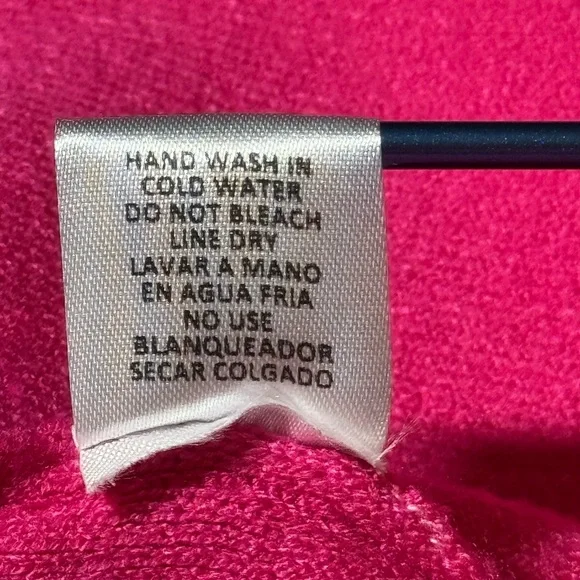 HAND WASH IN
COLD WATER
DO NOT BLEACH
LINE DRY
LAVAR A MANO
EN AGUA FRIA
NO USE
BLANQUEADOR
SECAR COLGADO